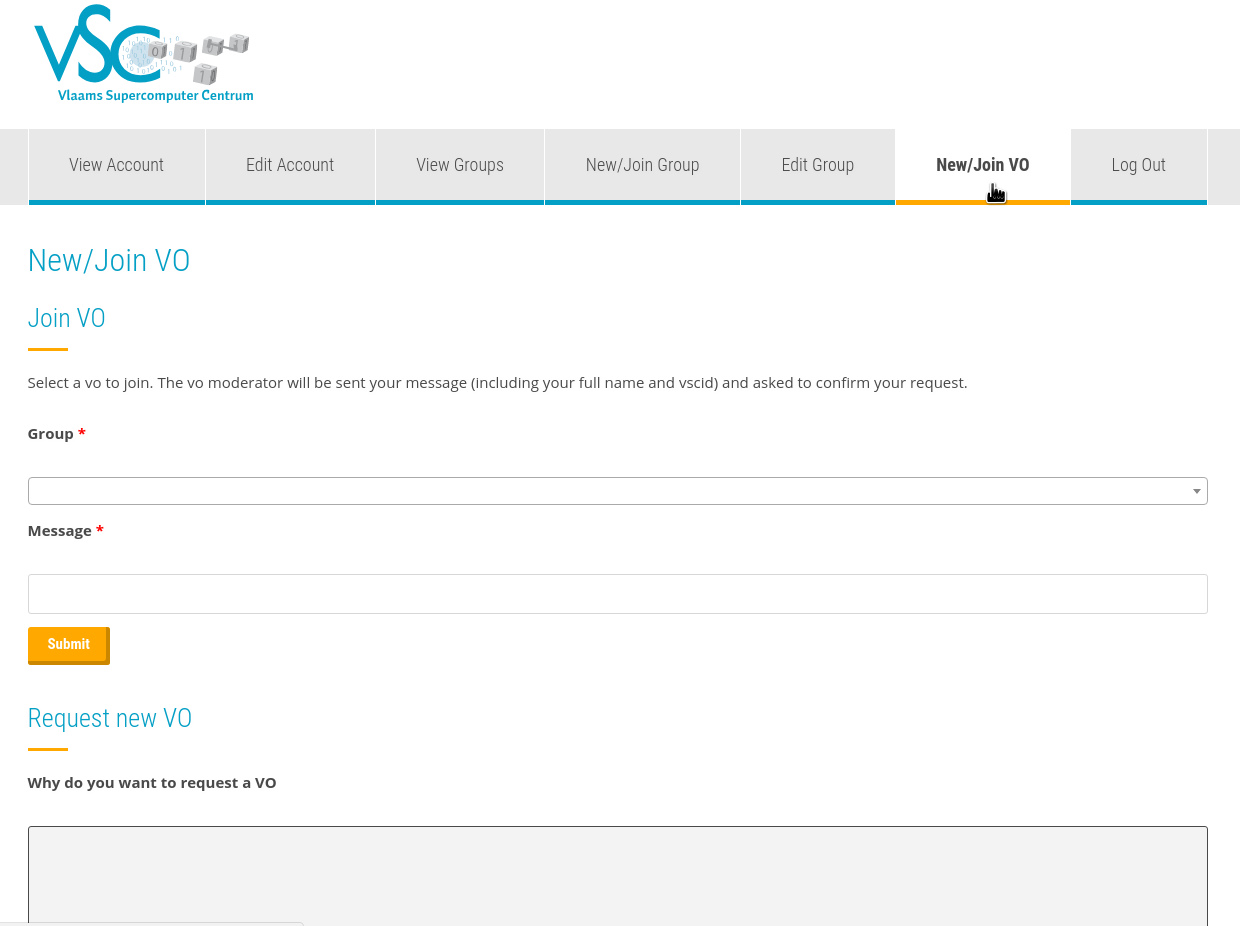 VSC
Vlaams Supercomputer Centrum
View Account
Edit Account
View Groups
New/Join Group
Edit Group
New/Join VO
Log Out
New/Join VO
Join VO
Select a vo to join. The vo moderator will be sent your message (including your full name and vscid) and asked to confirm your request.
Group *
Message *
Submit
Request new VO
Why do you want to request a VO